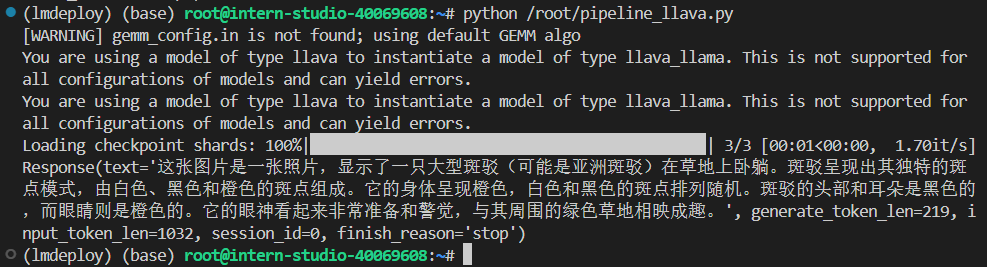 (lmdeploy) (base) root@intern-studio-40069608:~# python /root/pipeline_llava.py
[WARNING] gemm_config.in is not found; using default GEMM algo
You are using a model of type llava to instantiate a model of type llava_llama. This is not supported for
all configurations of models and can yield errors.
You are using a model of type llava to instantiate a model of type llava_llama. This is not supported for
all configurations of models and can yield errors.
Loading checkpoint shards: 100%|| 3/3 [00:01<00:00,  1.70it/s]
Response(text='这张图片是一张照片，显示了一只大型斑驳（可能是亚洲斑驳）在草地上卧躺。斑驳呈现出其独特的斑
点模式，由白色、黑色和橙色的斑点组成。它的身体呈现橙色，白色和黑色的斑点排列随机。斑驳的头部和耳朵是黑色的
，而眼睛则是橙色的。它的眼神看起来非常准备和警觉，与其周围的绿色草地相映成趣。', generate_token_len=219, i
nput_token_len=1032, session_id=0, finish_reason='stop')
(lmdeploy) (base) root@intern-studio-40069608:~#